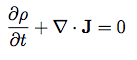 ∂ρ/∂t + ∇ · 𝐉 = 0